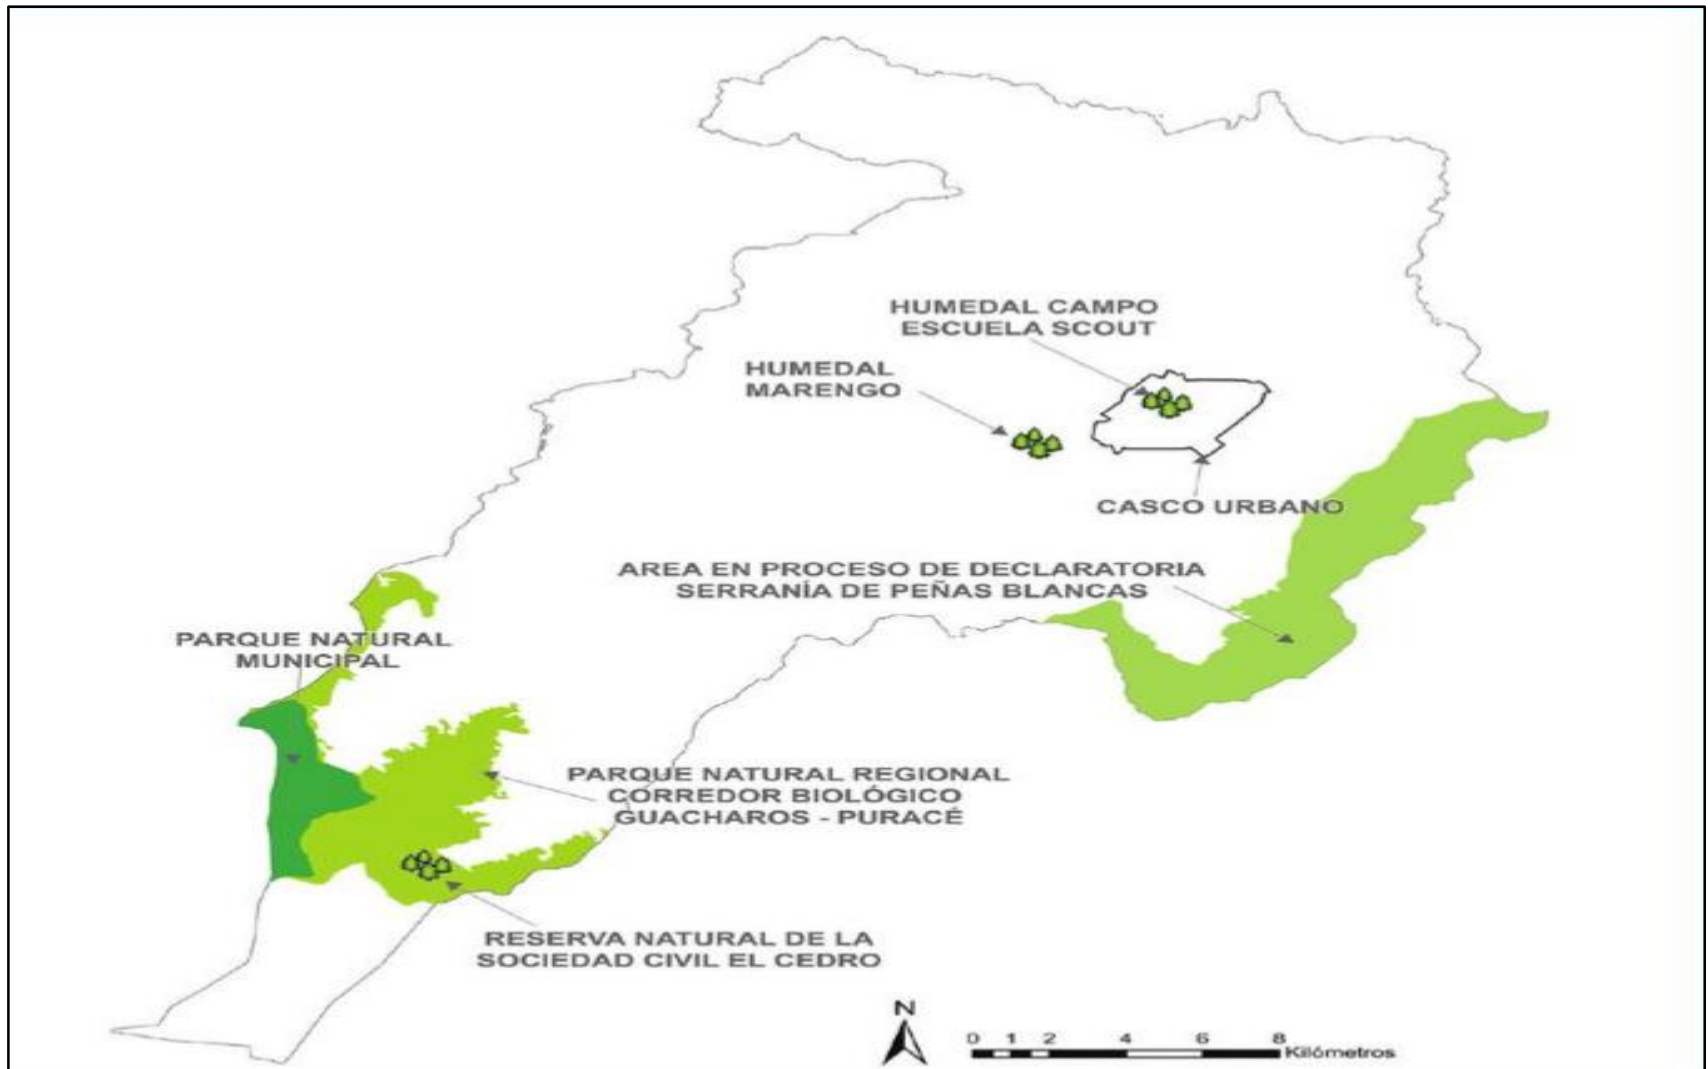 HUMEDAL CAMPO
ESCUELA SCOUT
HUMEDAL
MARENGO
CASCO URBANO
AREA EN PROCESO DE DECLARATORIA
SERRANÍA DE PEÑAS BLANCAS
PARQUE NATURAL
MUNICIPAL
PARQUE NATURAL REGIONAL
CORREDOR BIOLÓGICO
GUACHAROS - PURACÉ
RESERVA NATURAL DE LA
SOCIEDAD CIVIL EL CEDRO
N
0 1 2 4 6 8
Kilómetros